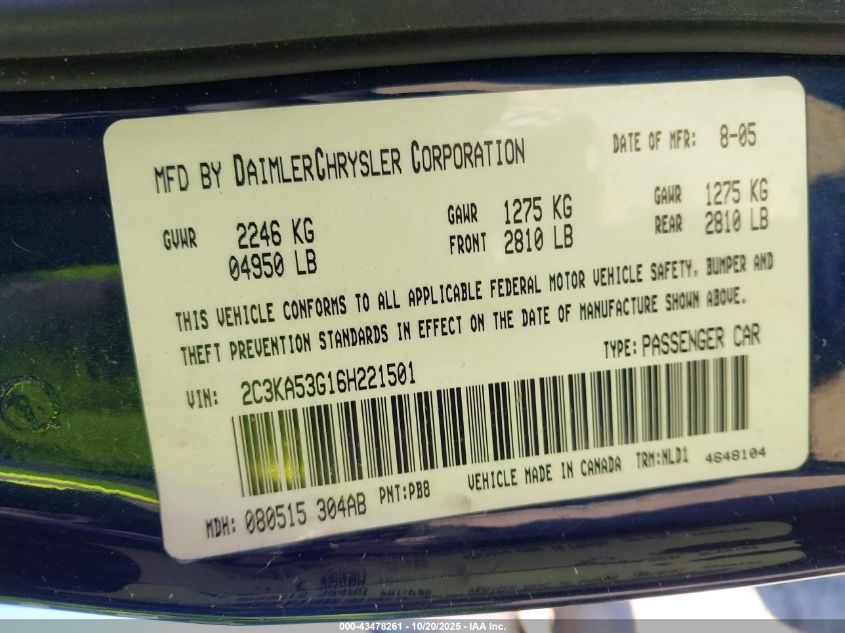 MFD BY DAIMLERCHRYSLER CORPORATION
DATE OF MFR: 8-05
GVWR 2246 KG
04950 LB
GAWR 1275 KG
FRONT 2810 LB
GAWR 1275 KG
REAR 2810 LB
THIS VEHICLE CONFORMS TO ALL APPLICABLE FEDERAL MOTOR VEHICLE SAFETY, BUMPER AND
THEFT PREVENTION STANDARDS IN EFFECT ON THE DATE OF MANUFACTURE SHOWN ABOVE.
VIN: 2C3KA53G16H221501
TYPE: PASSENGER CAR
MDH: 080515 304AB PNT:PB8 VEHICLE MADE IN CANADA TRM:NLD1 4648104
000-43478261 - 10/20/2025 - IAA Inc.